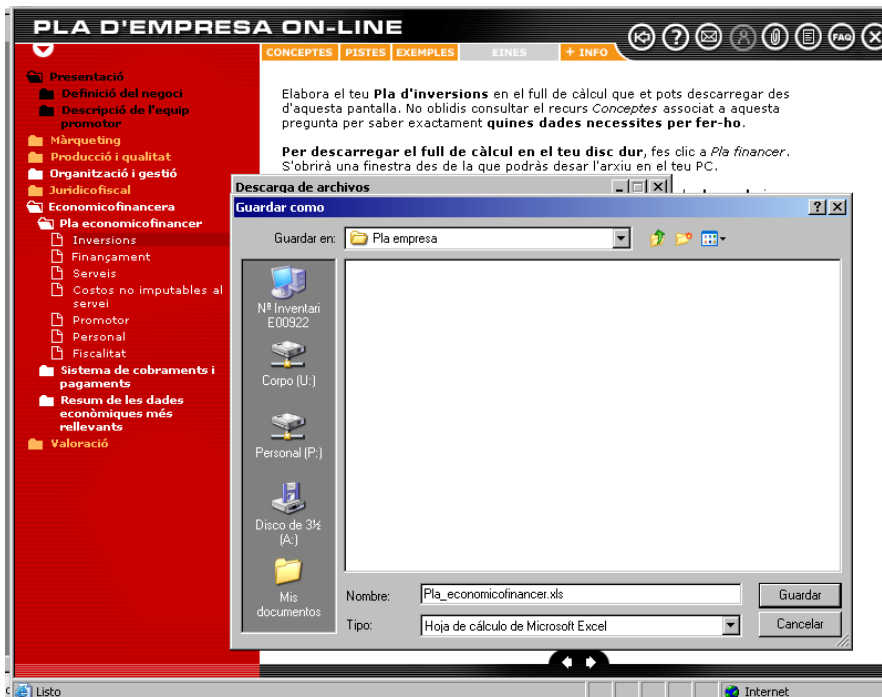 PLA D'EMPRESA ON-LINE
CONCEPTES PISTES EXEMPLES EINES + INFO
FAQ
Presentació
Definició del negoci
Descripció de l'equip
promotor
Màrqueting
Producció i qualitat
Organització i gestió
Juridicofiscal
Economicofinancera
Pla economicofinancer
Inversions
Finançament
Serveis
Costos no imputables al
servei
Promotor
Personal
Fiscalitat
Sistema de cobraments i
pagaments
Resum de les dades
econòmiques més
rellevants
Valoració
Elabora el teu Pla d'inversions en el full de càlcul que et pots descarregar des
d'aquesta pantalla. No oblidis consultar el recurs Conceptes associat a aquesta
pregunta per saber exactament quines dades necessites per fer-ho.
Per descarregar el full de càlcul en el teu disc dur, fes clic a Pla financer.
S'obrirà una finestra des de la que podràs desar l'arxiu en el teu PC.
Descarga de archivos
Guardar como
Guardar en: Pla empresa
Nº Inventari
E00922
Corpo (U:)
Personal (P:)
Disco de 3½
(A:)
Mis
documentos
Nombre: Pla_economicofinancer.xls Guardar
Tipo: Hoja de cálculo de Microsoft Excel Cancelar
Listo Internet